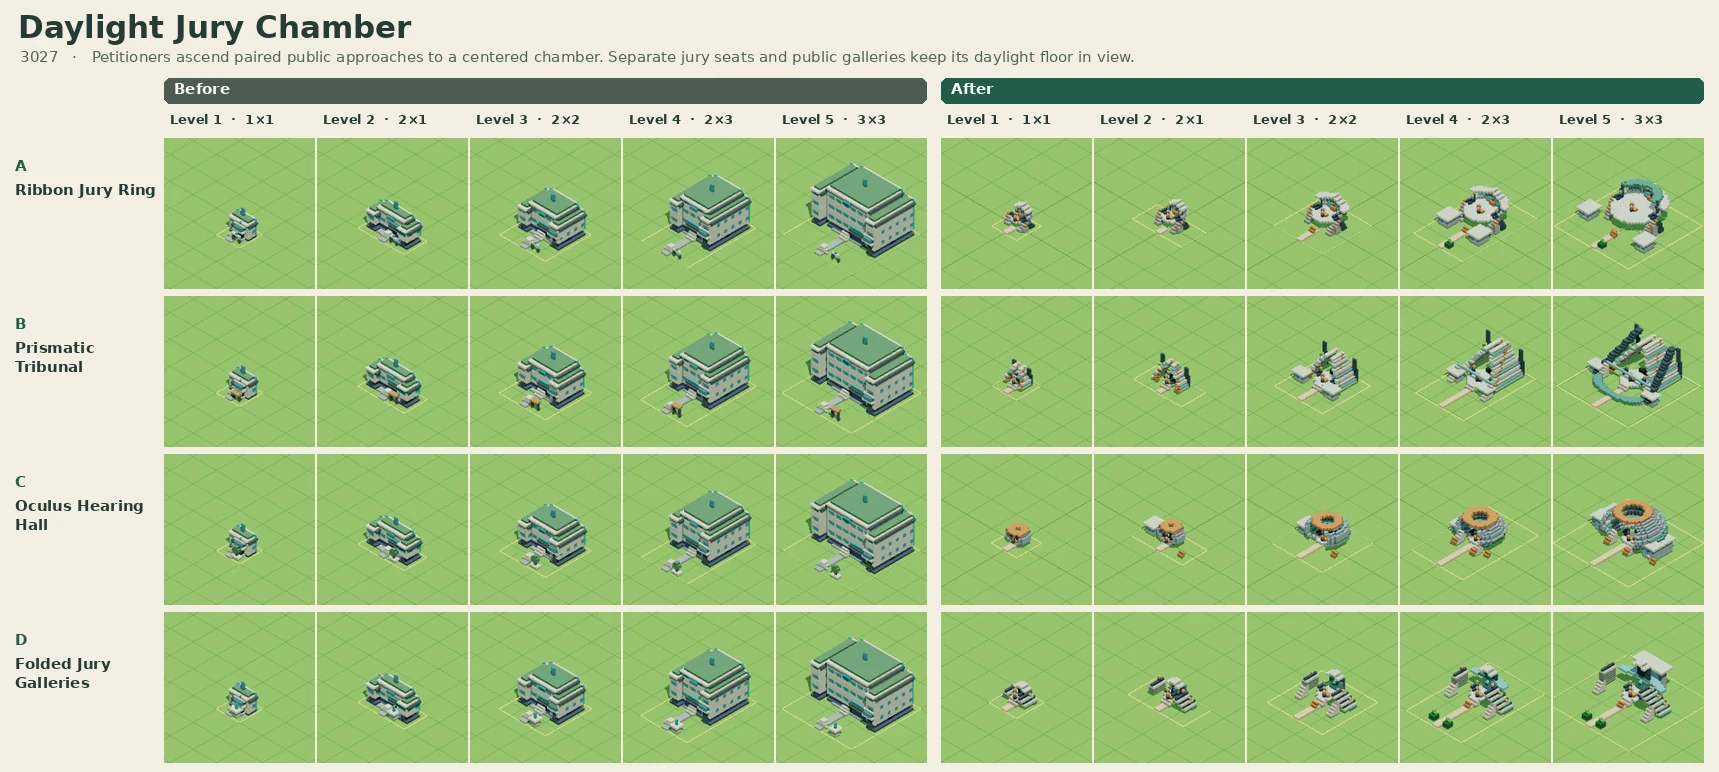 Daylight Jury Chamber
3027 · Petitioners ascend paired public approaches to a centered chamber. Separate jury seats and public galleries keep its daylight floor in view.
Before
After
Level 1 · 1×1
Level 2 · 2×1
Level 3 · 2×2
Level 4 · 2×3
Level 5 · 3×3
Level 1 · 1×1
Level 2 · 2×1
Level 3 · 2×2
Level 4 · 2×3
Level 5 · 3×3
A
Ribbon Jury Ring
B
Prismatic
Tribunal
C
Oculus Hearing
Hall
D
Folded Jury
Galleries